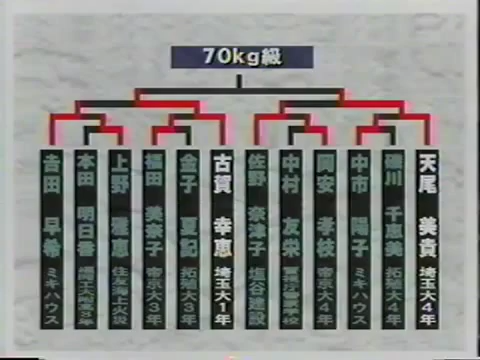 70kg級
吉田 早希 ミキハウス
本田 明日香
上野 雅恵 住友海上火災
福田 美奈子 帝京大3年
金子 夏記 拓殖大3年
古賀 幸恵 埼玉大1年
佐野 奈津子 塩谷建設
中村 友栄
岡安 孝枝 帝京大4年
中市 陽子 ミキハウス
磯川 千恵美 拓殖大4年
天尾 美貴 埼玉大4年